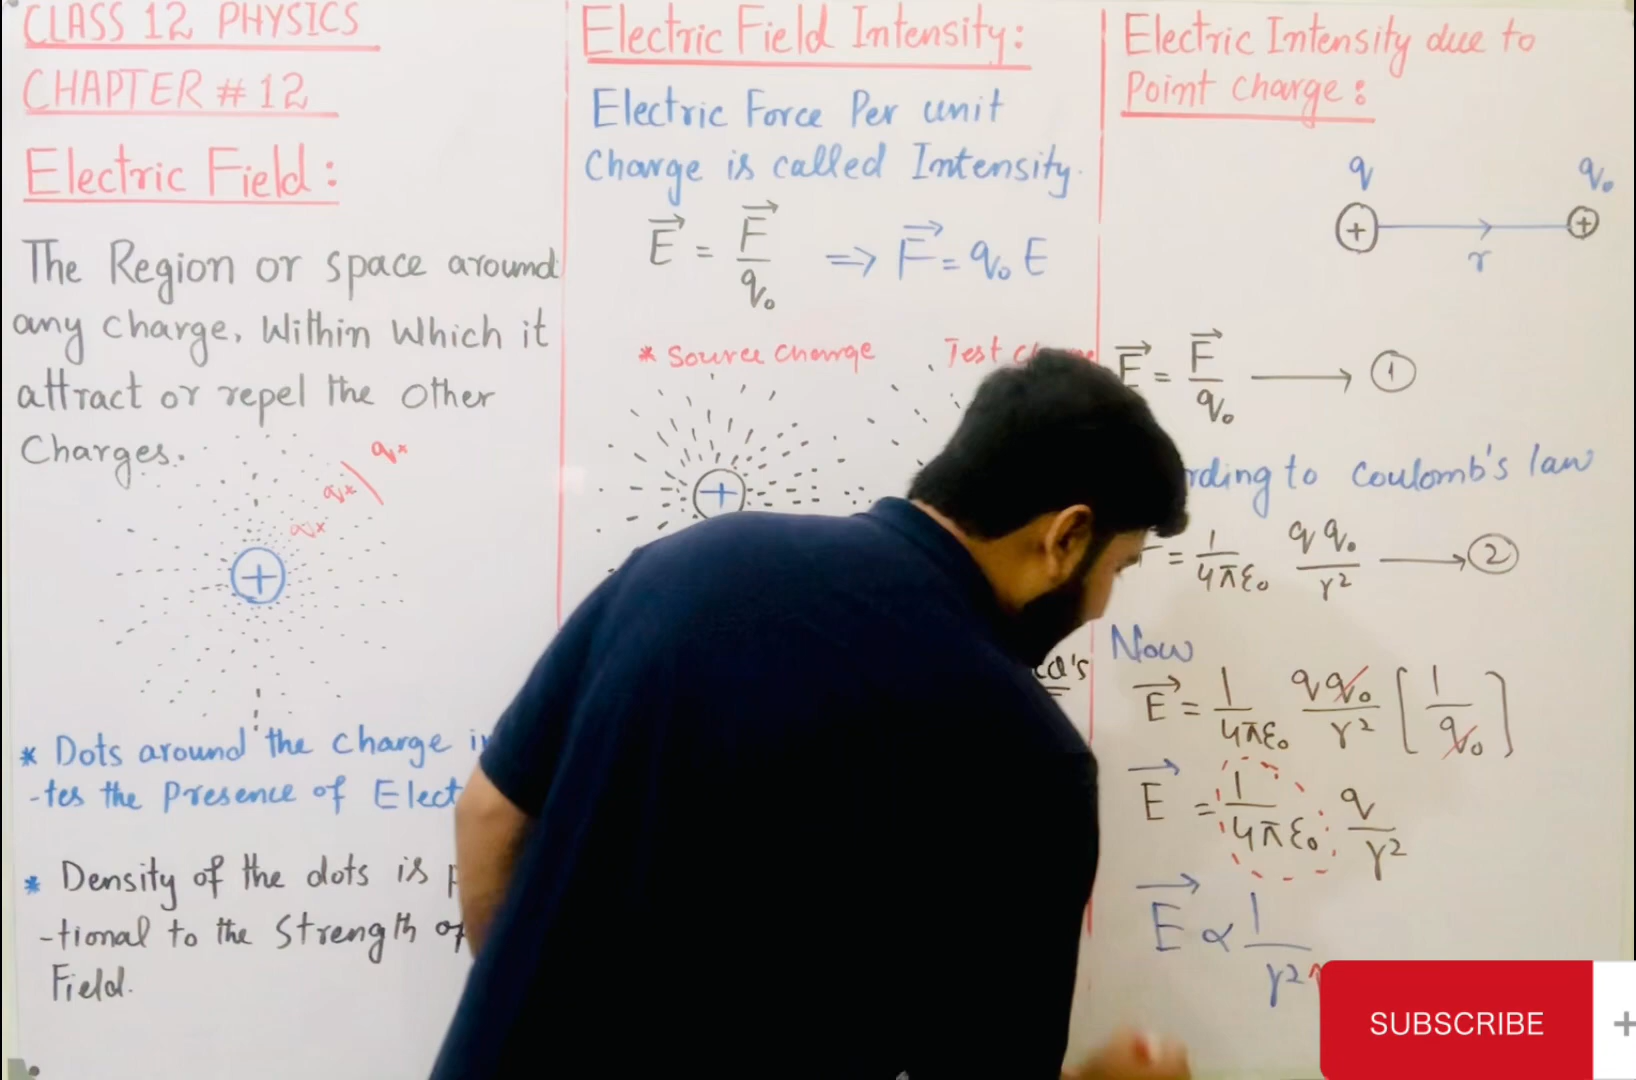 CLASS 12 PHYSICS
CHAPTER # 12
Electric Field :
The Region or space around
any charge, Within Which it
attract or repel the other
Charges.
q×
q×
q×
+
* Dots around the charge
-tes the Presence of
* Density of the dots is
-tional to the strength of
Field.
Electric Field Intensity :
Electric Force Per unit
Charge is called Intensity.
E = F/q₀ ⇒ F = q₀ E
* Source charge Test
+
Electric Intensity due to
Point charge :
q q₀
+ +
r
E = F/q₀ → 1
to Coulomb's law
= 1/4πε₀ q q₀/r² → 2
Now
E = 1/4πε₀ qq₀/r² [1/q₀]
E = 1/4πε₀ q/r²
E ∝ 1/r²
SUBSCRIBE +